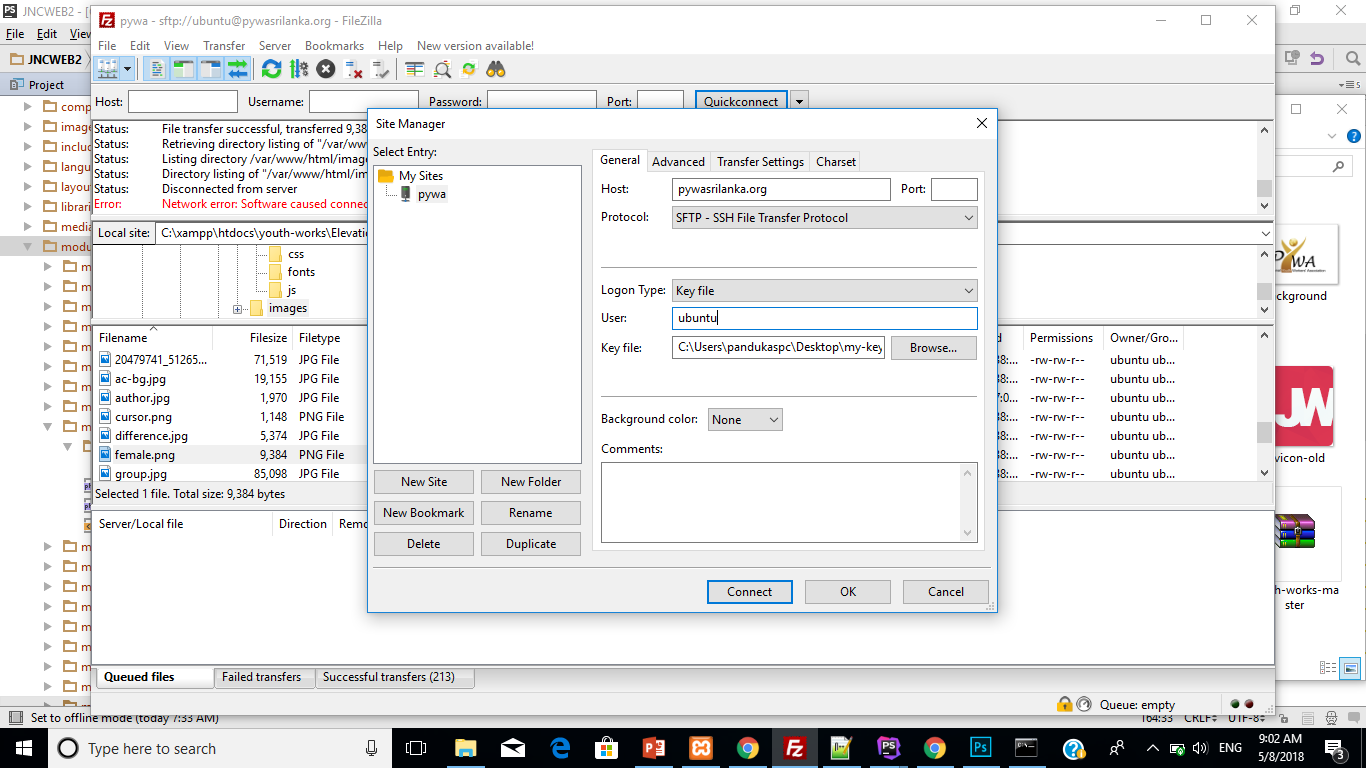 JNCWEB2 - [
pywa - sftp://ubuntu@pywasrilanka.org - FileZilla
File Edit View
File Edit View Transfer Server Bookmarks Help New version available!
JNCWEB2
Project
Host: Username: Password: Port: Quickconnect
Status: File transfer successful, transferred 9,38
Status: Retrieving directory listing of "/var/ww
Status: Listing directory /var/www/html/image
Status: Directory listing of "/var/www/html/im
Status: Disconnected from server
Error: Network error: Software caused connec
Local site: C:\xampp\htdocs\youth-works\Elevati
css
fonts
js
images
Filename Filesize Filetype
20479741_51265... 71,519 JPG File
ac-bg.jpg 19,155 JPG File
author.jpg 1,970 JPG File
cursor.png 1,148 PNG File
difference.jpg 5,374 JPG File
female.png 9,384 PNG File
group.jpg 85,098 JPG File
Selected 1 file. Total size: 9,384 bytes
Server/Local file Direction Remo
comp
image
includ
langu
layou
librari
media
modu
Site Manager
Select Entry:
My Sites
pywa
New Site New Folder
New Bookmark Rename
Delete Duplicate
General Advanced Transfer Settings Charset
Host: pywasrilanka.org Port:
Protocol: SFTP - SSH File Transfer Protocol
Logon Type: Key file
User: ubuntu
Key file: C:\Users\pandukaspc\Desktop\my-key Browse...
Background color: None
Comments:
Connect OK Cancel
d Permissions Owner/Gro...
38:... -rw-rw-r-- ubuntu ub...
38:... -rw-rw-r-- ubuntu ub...
7:0... -rw-rw-r-- ubuntu ub...
38:... -rw-rw-r-- ubuntu ub...
38:... -rw-rw-r-- ubuntu ub...
38:... -rw-rw-r-- ubuntu ub...
38:... -rw-rw-r-- ubuntu ub...
ckground
JW
vicon-old
h-works-ma
ster
Queued files Failed transfers Successful transfers (213)
Queue: empty
Set to offline mode (today 7:33 AM)
164:33 CRLF UTF-8
Type here to search
ENG
9:02 AM
5/8/2018
3